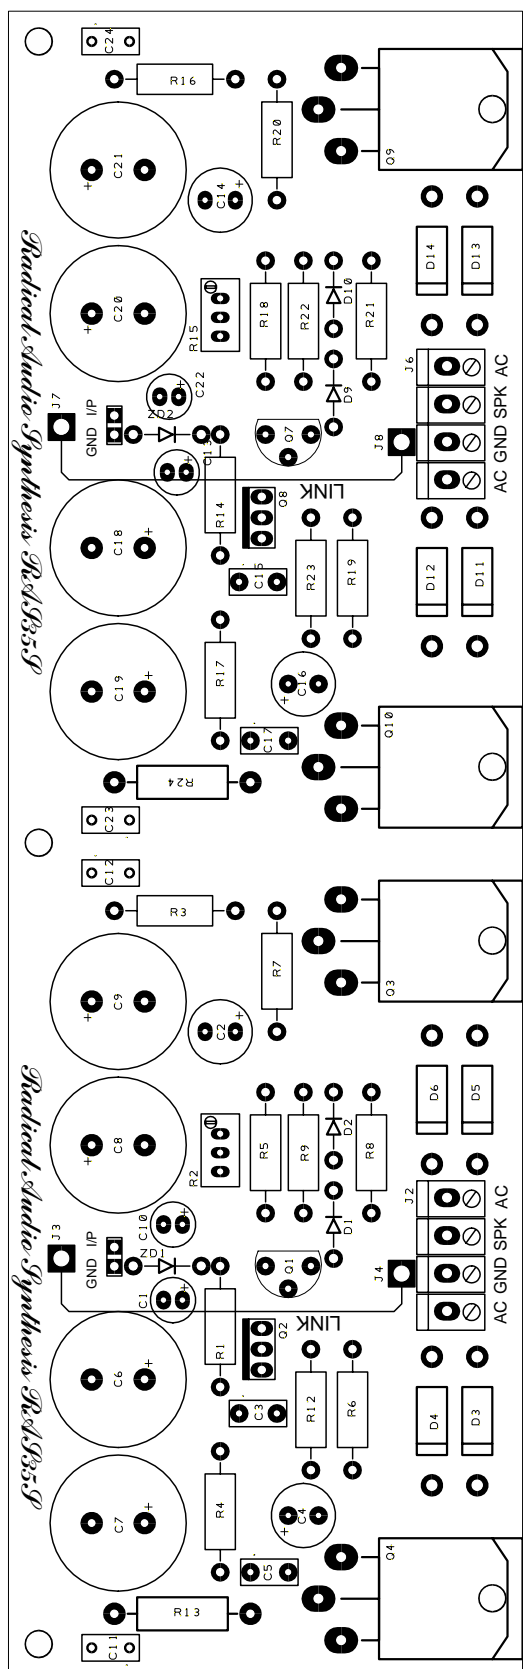 C24
R16
R20
Q9
C21
+
C14
+
D14
D13
Radical Audio Synthesis RAS35S
C20
+
R15
R18
R22
D10
R21
J6
J7
GND I/P
ZD2
C22
+
D9
Q7
J8
AC GND SPK AC
C13
+
R14
Q8
LINK
C18
+
C15
R23
R19
D12
D11
C19
+
R17
C16
+
C17
Q10
R24
C23
C12
R3
R7
Q3
C9
+
C2
+
D6
D5
Radical Audio Synthesis RAS35S
C8
+
R2
R5
R9
D2
R8
J2
J3
GND I/P
ZD1
C10
+
D1
Q1
J4
AC GND SPK AC
C1
+
R1
Q2
LINK
C6
+
C3
R12
R6
D4
D3
C7
+
R4
C4
+
C5
Q4
R13
C11